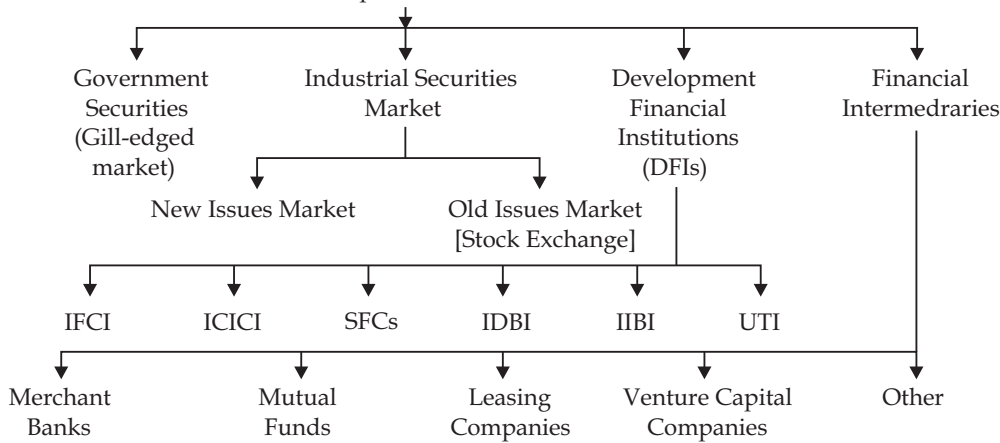 Government
Securities
(Gill-edged
market)
Industrial Securities
Market
Development
Financial
Institutions
(DFIs)
Financial
Intermedraries
New Issues Market
Old Issues Market
[Stock Exchange]
IFCI
ICICI
SFCs
IDBI
IIBI
UTI
Merchant
Banks
Mutual
Funds
Leasing
Companies
Venture Capital
Companies
Other